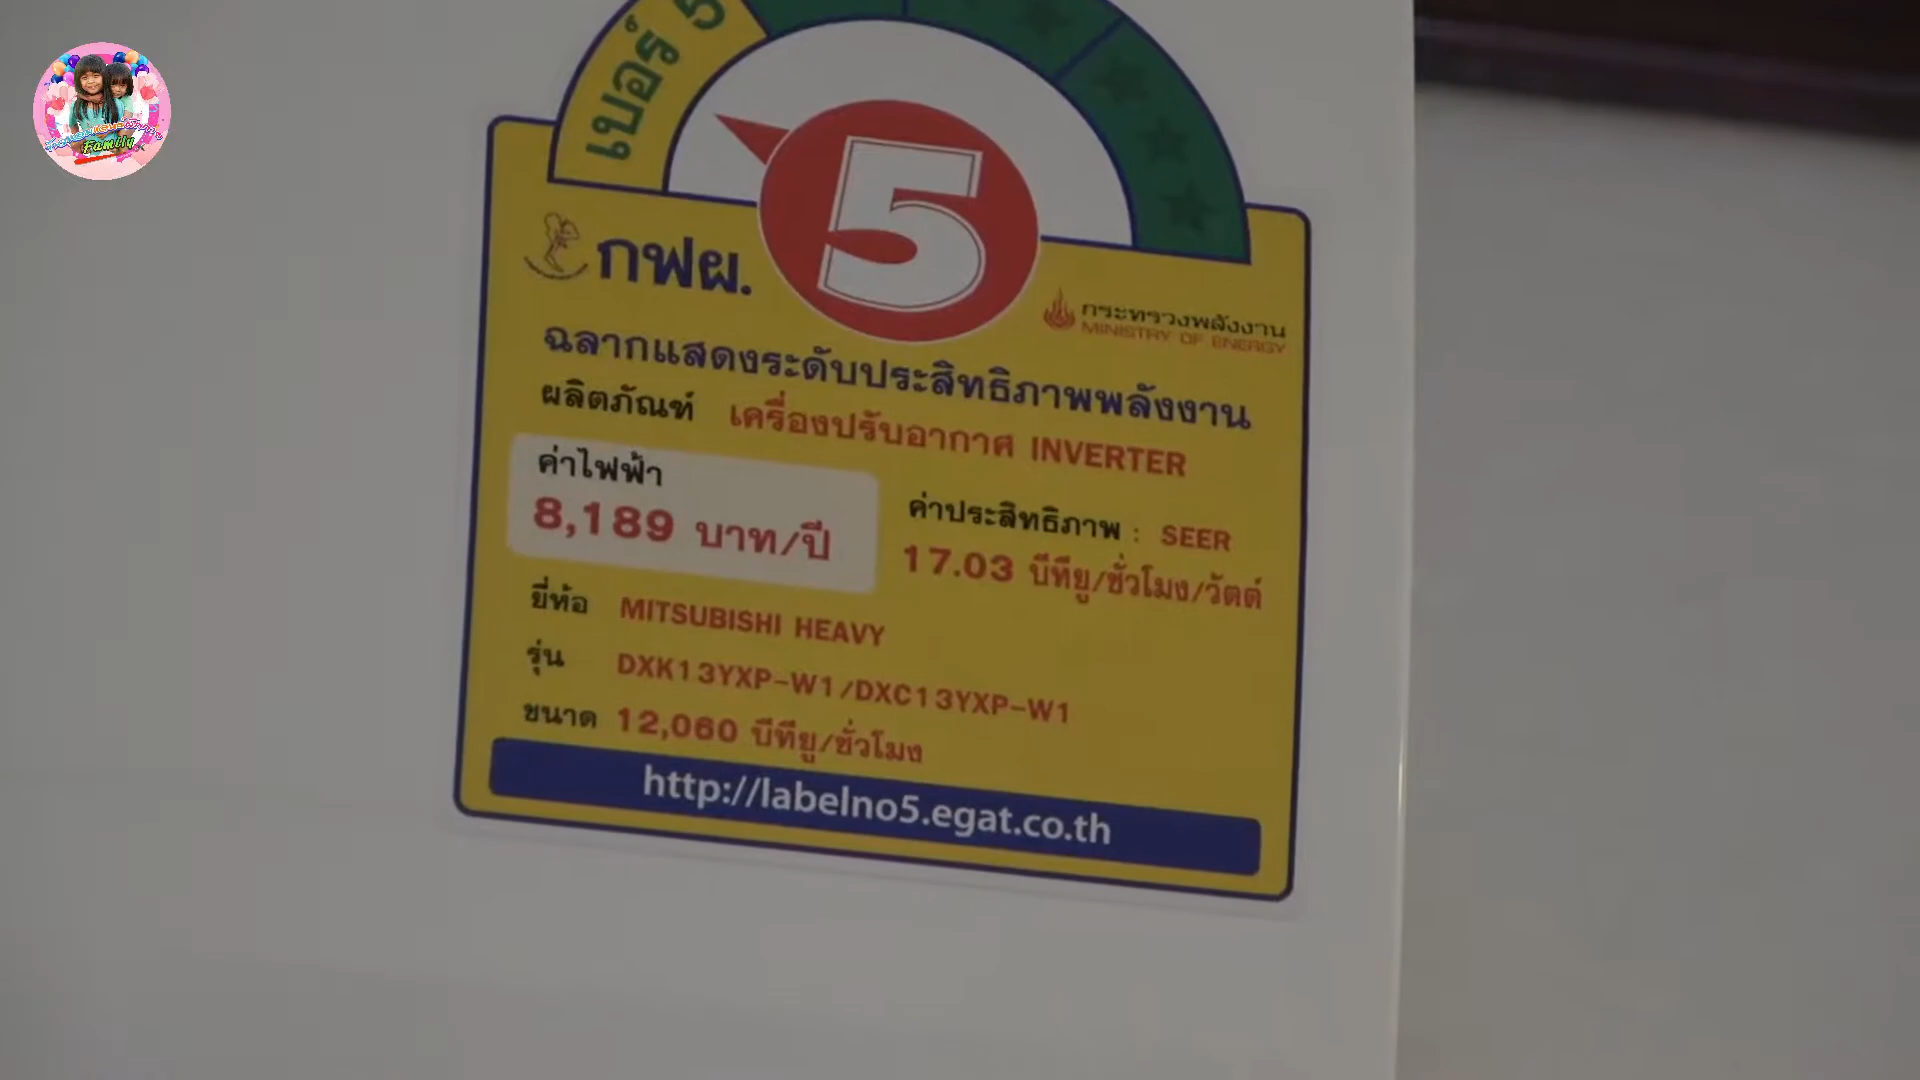 เบอร์ 5
5
กฟผ.
กระทรวงพลังงาน
MINISTRY OF ENERGY
ฉลากแสดงระดับประสิทธิภาพพลังงาน
ผลิตภัณฑ์ เครื่องปรับอากาศ INVERTER
ค่าไฟฟ้า
8,189 บาท/ปี
ค่าประสิทธิภาพ : SEER
17.03 บีทียู/ชั่วโมง/วัตต์
ยี่ห้อ MITSUBISHI HEAVY
รุ่น DXK13YXP-W1/DXC13YXP-W1
ขนาด 12,060 บีทียู/ชั่วโมง
http://labelno5.egat.co.th
Family